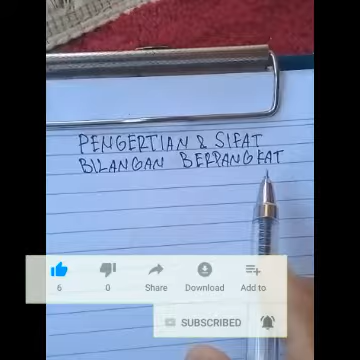 PENGERTIAN & SIFAT
BILANGAN BERPANGKAT
6
0
Share
Download
Add to
SUBSCRIBED